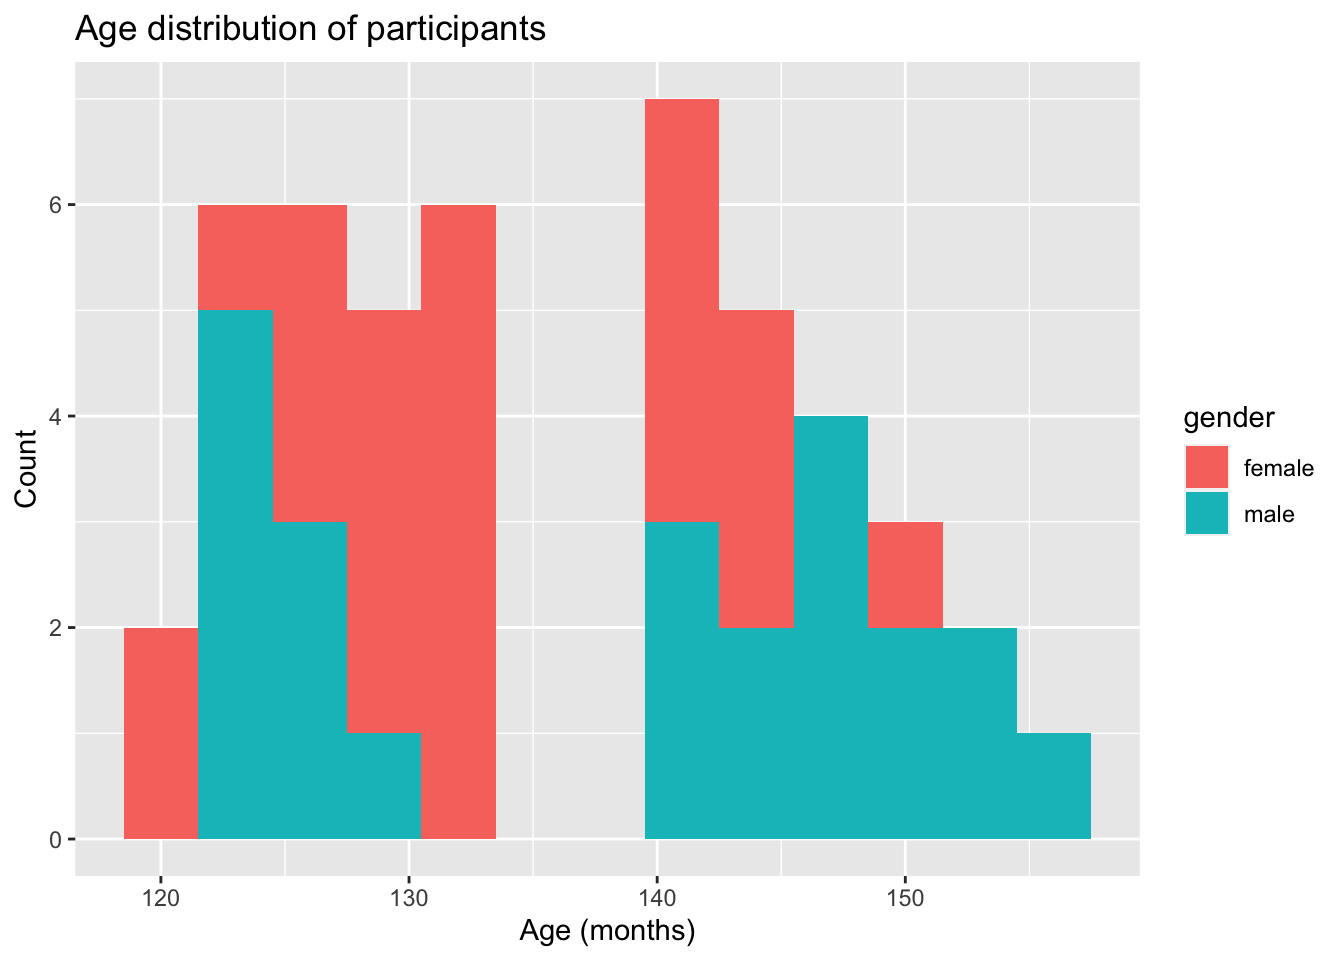 Age distribution of participants
Count
6
4
2
0
120 130 140 150
Age (months)
gender
female
male